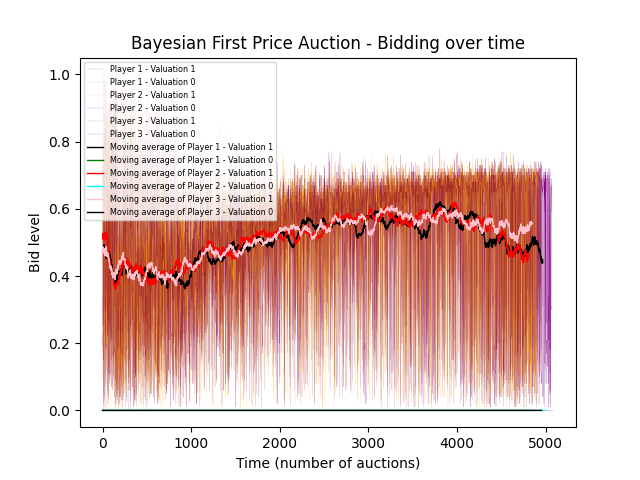 Bayesian First Price Auction - Bidding over time
Player 1 - Valuation 1
Player 1 - Valuation 0
Player 2 - Valuation 1
Player 2 - Valuation 0
Player 3 - Valuation 1
Player 3 - Valuation 0
Moving average of Player 1 - Valuation 1
Moving average of Player 1 - Valuation 0
Moving average of Player 2 - Valuation 1
Moving average of Player 2 - Valuation 0
Moving average of Player 3 - Valuation 1
Moving average of Player 3 - Valuation 0
1.0
0.8
0.6
0.4
0.2
0.0
Bid level
0 1000 2000 3000 4000 5000
Time (number of auctions)